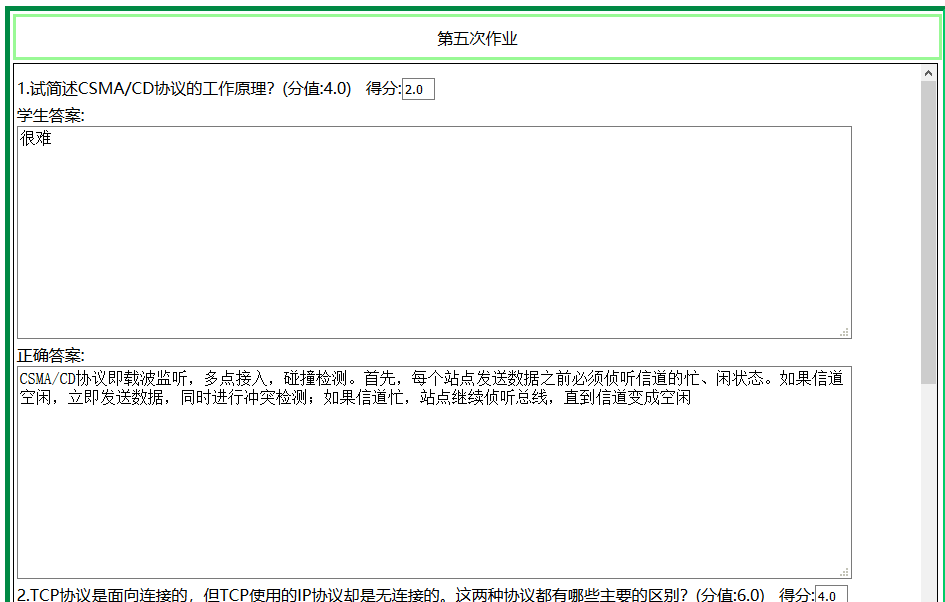 第五次作业
1.试简述CSMA/CD协议的工作原理？(分值:4.0) 得分:2.0
学生答案:
很难
正确答案:
CSMA/CD协议即载波监听，多点接入，碰撞检测。首先，每个站点发送数据之前必须侦听信道的忙、闲状态。如果信道
空闲，立即发送数据，同时进行冲突检测；如果信道忙，站点继续侦听总线，直到信道变成空闲
2.TCP协议是面向连接的，但TCP使用的IP协议却是无连接的。这两种协议都有哪些主要的区别？(分值:6.0) 得分:4.0